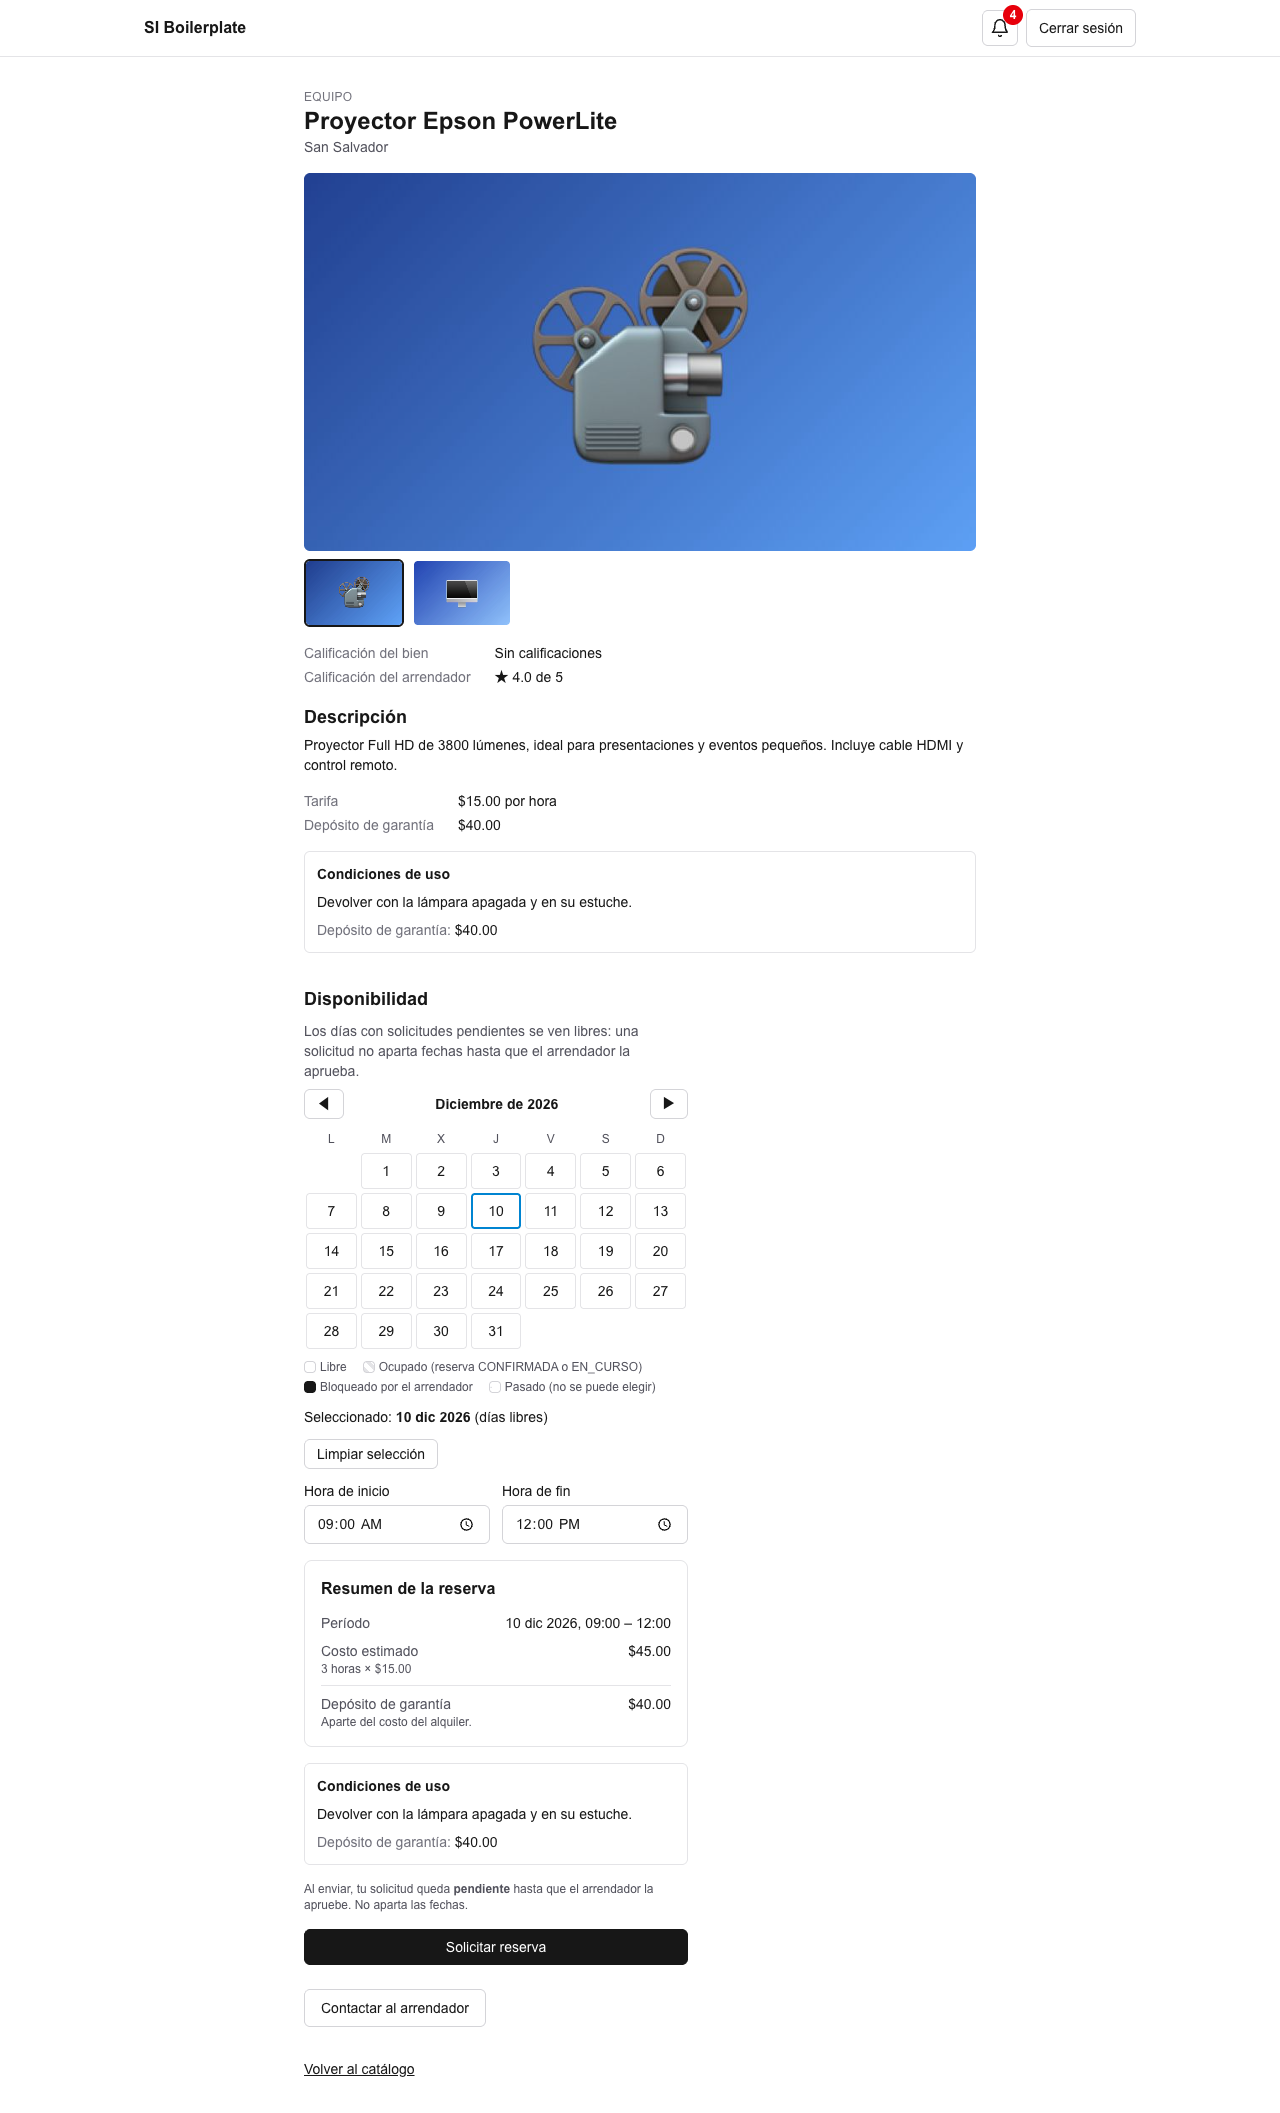 SI Boilerplate
4
Cerrar sesión
EQUIPO
Proyector Epson PowerLite
San Salvador
Calificación del bien Sin calificaciones
Calificación del arrendador ★ 4.0 de 5
Descripción
Proyector Full HD de 3800 lúmenes, ideal para presentaciones y eventos pequeños. Incluye cable HDMI y
control remoto.
Tarifa $15.00 por hora
Depósito de garantía $40.00
Condiciones de uso
Devolver con la lámpara apagada y en su estuche.
Depósito de garantía: $40.00
Disponibilidad
Los días con solicitudes pendientes se ven libres: una
solicitud no aparta fechas hasta que el arrendador la
aprueba.
◀ Diciembre de 2026 ▶
L M X J V S D
1 2 3 4 5 6
7 8 9 10 11 12 13
14 15 16 17 18 19 20
21 22 23 24 25 26 27
28 29 30 31
Libre Ocupado (reserva CONFIRMADA o EN_CURSO)
Bloqueado por el arrendador Pasado (no se puede elegir)
Seleccionado: 10 dic 2026 (días libres)
Limpiar selección
Hora de inicio Hora de fin
09:00 AM 12:00 PM
Resumen de la reserva
Período 10 dic 2026, 09:00 – 12:00
Costo estimado $45.00
3 horas × $15.00
Depósito de garantía $40.00
Aparte del costo del alquiler.
Condiciones de uso
Devolver con la lámpara apagada y en su estuche.
Depósito de garantía: $40.00
Al enviar, tu solicitud queda pendiente hasta que el arrendador la
apruebe. No aparta las fechas.
Solicitar reserva
Contactar al arrendador
Volver al catálogo